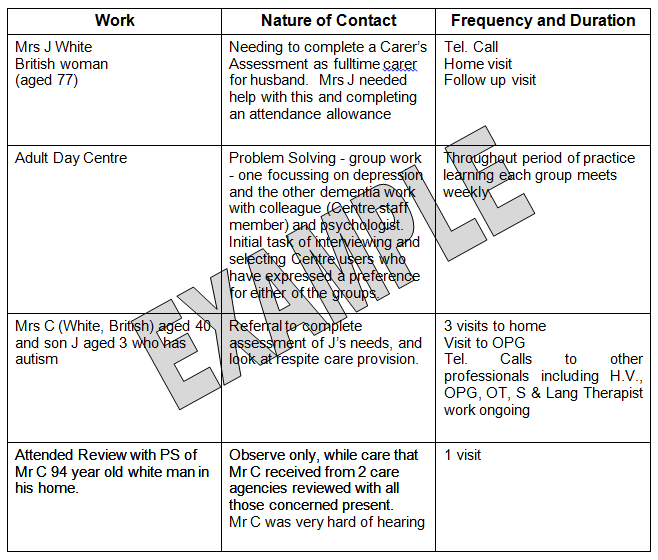 Work
Nature of Contact
Frequency and Duration
Mrs J White
British woman
(aged 77)
Needing to complete a Carer's
Assessment as fulltime carer
for husband. Mrs J needed
help with this and completing
an attendance allowance
Tel. Call
Home visit
Follow up visit
Adult Day Centre
Problem Solving - group work
- one focussing on depression
and the other dementia work
with colleague (Centre staff
member) and psychologist.
Initial task of interviewing and
selecting Centre users who
have expressed a preference
for either of the groups
Throughout period of practice
learning each group meets
weekly
Mrs C (White, British) aged 40
and son J aged 3 who has
autism
Referral to complete
assessment of J's needs, and
look at respite care provision.
3 visits to home
Visit to OPG
Tel. Calls to other
professionals including H.V.,
OPG, OT, S & Lang Therapist
work ongoing
Attended Review with PS of
Mr C 94 year old white man in
his home.
Observe only, while care that
Mr C received from 2 care
agencies reviewed with all
those concerned present.
Mr C was very hard of hearing
1 visit
EXAMPLE